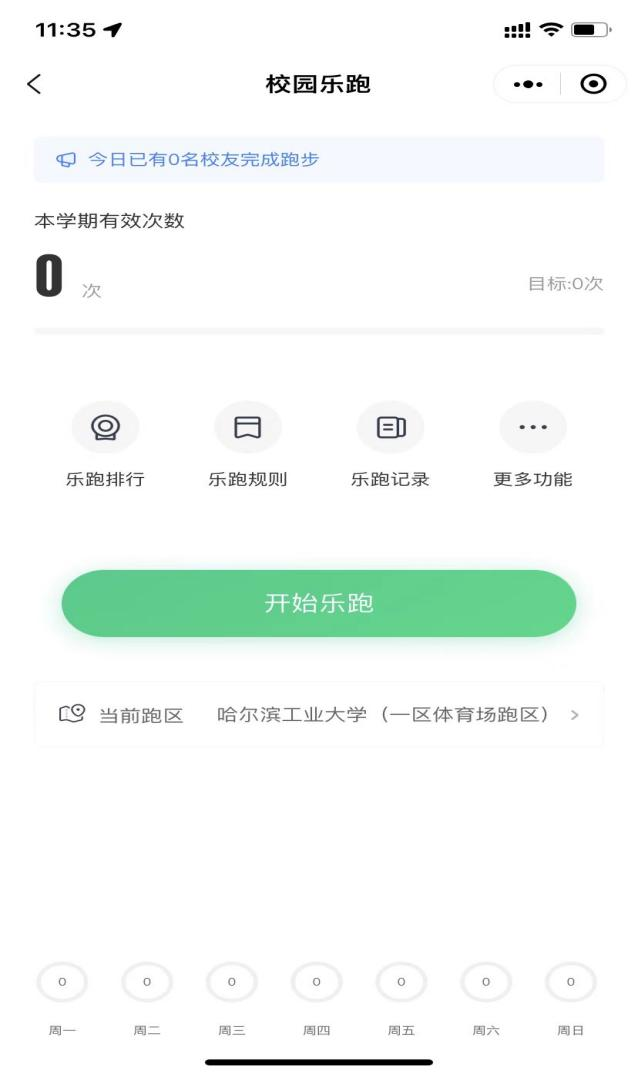 11:35
校园乐跑
今日已有0名校友完成跑步
本学期有效次数
0 次
目标:0次
乐跑排行 乐跑规则 乐跑记录 更多功能
开始乐跑
当前跑区 哈尔滨工业大学（一区体育场跑区）
0 0 0 0 0 0 0
周一 周二 周三 周四 周五 周六 周日